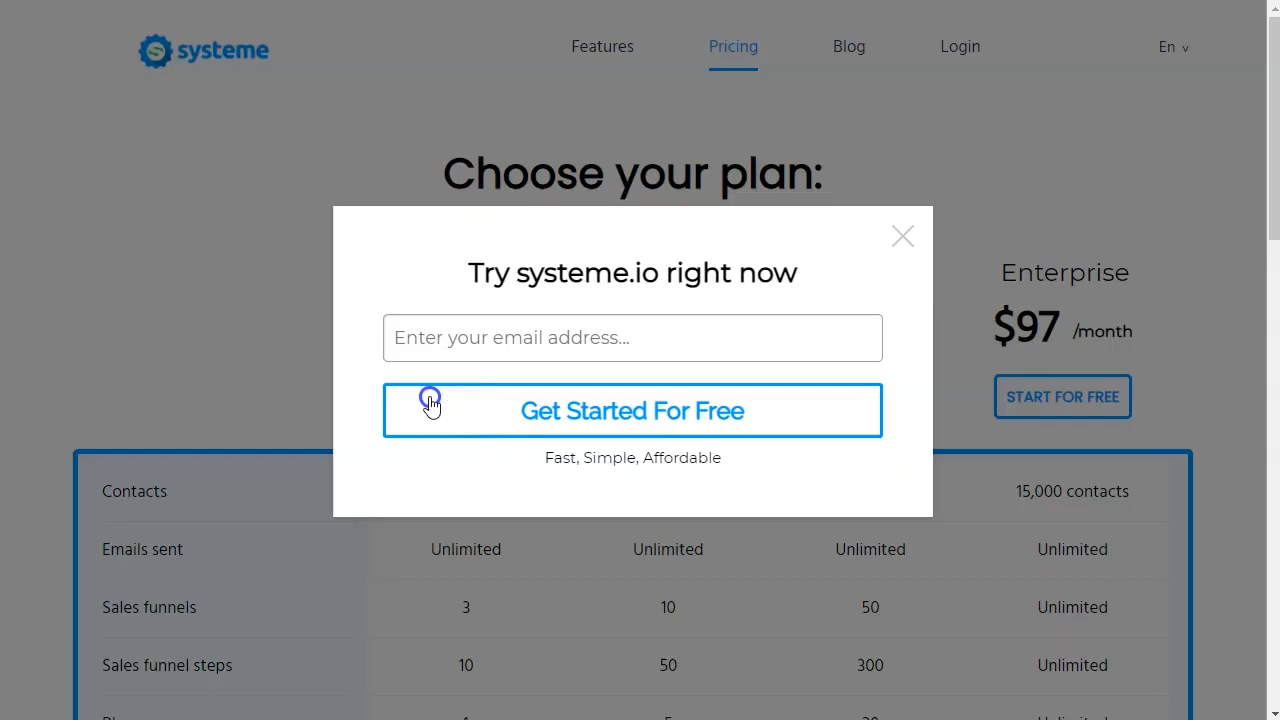 systeme
Features
Pricing
Blog
Login
En v
Choose your plan:
Try systeme.io right now
Enter your email address...
Get Started For Free
Fast, Simple, Affordable
Enterprise
$97 /month
START FOR FREE
Contacts 15,000 contacts
Emails sent Unlimited Unlimited Unlimited Unlimited
Sales funnels 3 10 50 Unlimited
Sales funnel steps 10 50 300 Unlimited